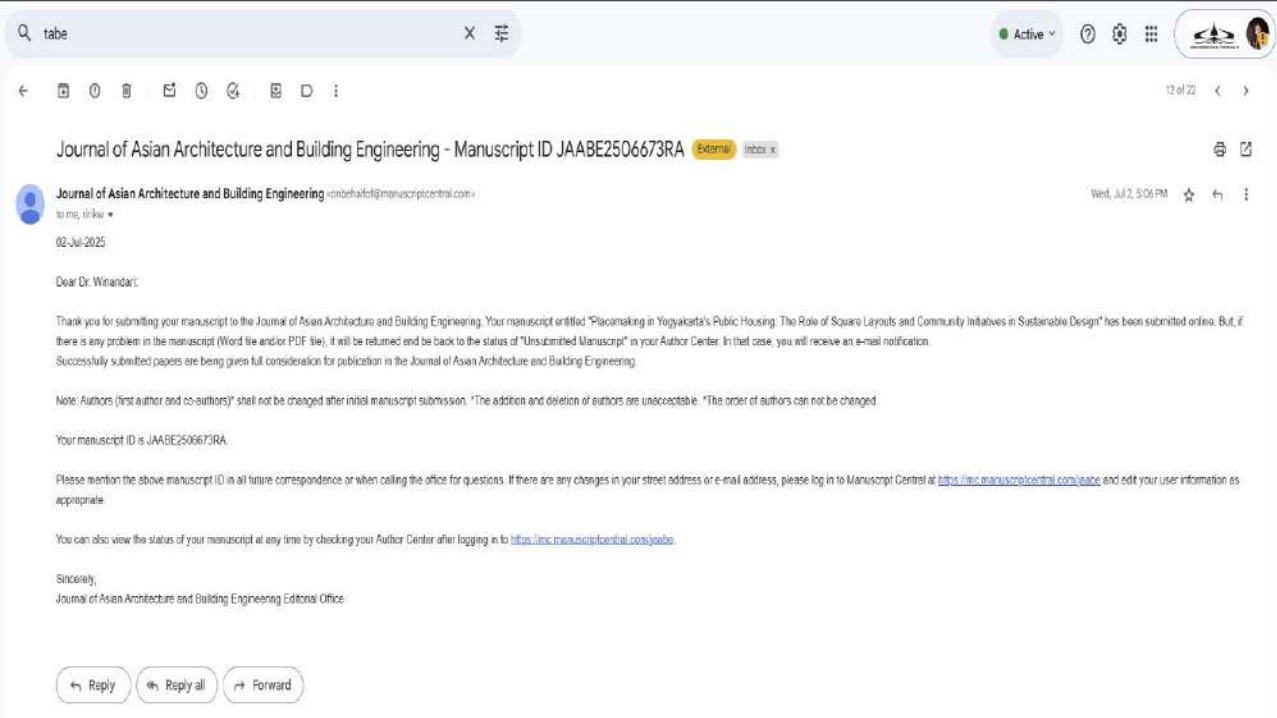 tabe
Active
12 of 22
Journal of Asian Architecture and Building Engineering - Manuscript ID JAABE2506673RA External Inbox x
Journal of Asian Architecture and Building Engineering <onbehalfof@manuscriptcentral.com>
Wed, Jul 2, 5:06 PM
to me, ririkw
02-Jul-2025
Dear Dr. Winandari:
Thank you for submitting your manuscript to the Journal of Asian Architecture and Building Engineering. Your manuscript entitled "Placemaking in Yogyakarta's Public Housing: The Role of Square Layouts and Community Initiatives in Sustainable Design" has been submitted online. But, if
there is any problem in the manuscript (Word file and/or PDF file), it will be returned and be back to the status of "Unsubmitted Manuscript" in your Author Center. In that case, you will receive an e-mail notification.
Successfully submitted papers are being given full consideration for publication in the Journal of Asian Architecture and Building Engineering.
Note: Authors (first author and co-authors)* shall not be changed after initial manuscript submission. *The addition and deletion of authors are unacceptable. *The order of authors can not be changed.
Your manuscript ID is JAABE2506673RA.
Please mention the above manuscript ID in all future correspondence or when calling the office for questions. If there are any changes in your street address or e-mail address, please log in to Manuscript Central at https://mc.manuscriptcentral.com/jaabe and edit your user information as
appropriate.
You can also view the status of your manuscript at any time by checking your Author Center after logging in to https://mc.manuscriptcentral.com/jaabe.
Sincerely,
Journal of Asian Architecture and Building Engineering Editorial Office
Reply
Reply all
Forward